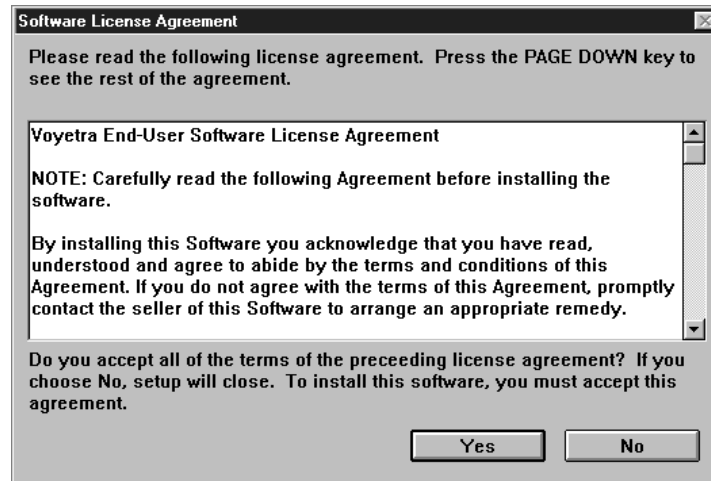 Software License Agreement
Please read the following license agreement.  Press the PAGE DOWN key to
see the rest of the agreement.
Voyetra End-User Software License Agreement
NOTE: Carefully read the following Agreement before installing the
software.
By installing this Software you acknowledge that you have read,
understood and agree to abide by the terms and conditions of this
Agreement. If you do not agree with the terms of this Agreement, promptly
contact the seller of this Software to arrange an appropriate remedy.
Do you accept all of the terms of the preceeding license agreement?  If you
choose No, setup will close.  To install this software, you must accept this
agreement.
Yes
No